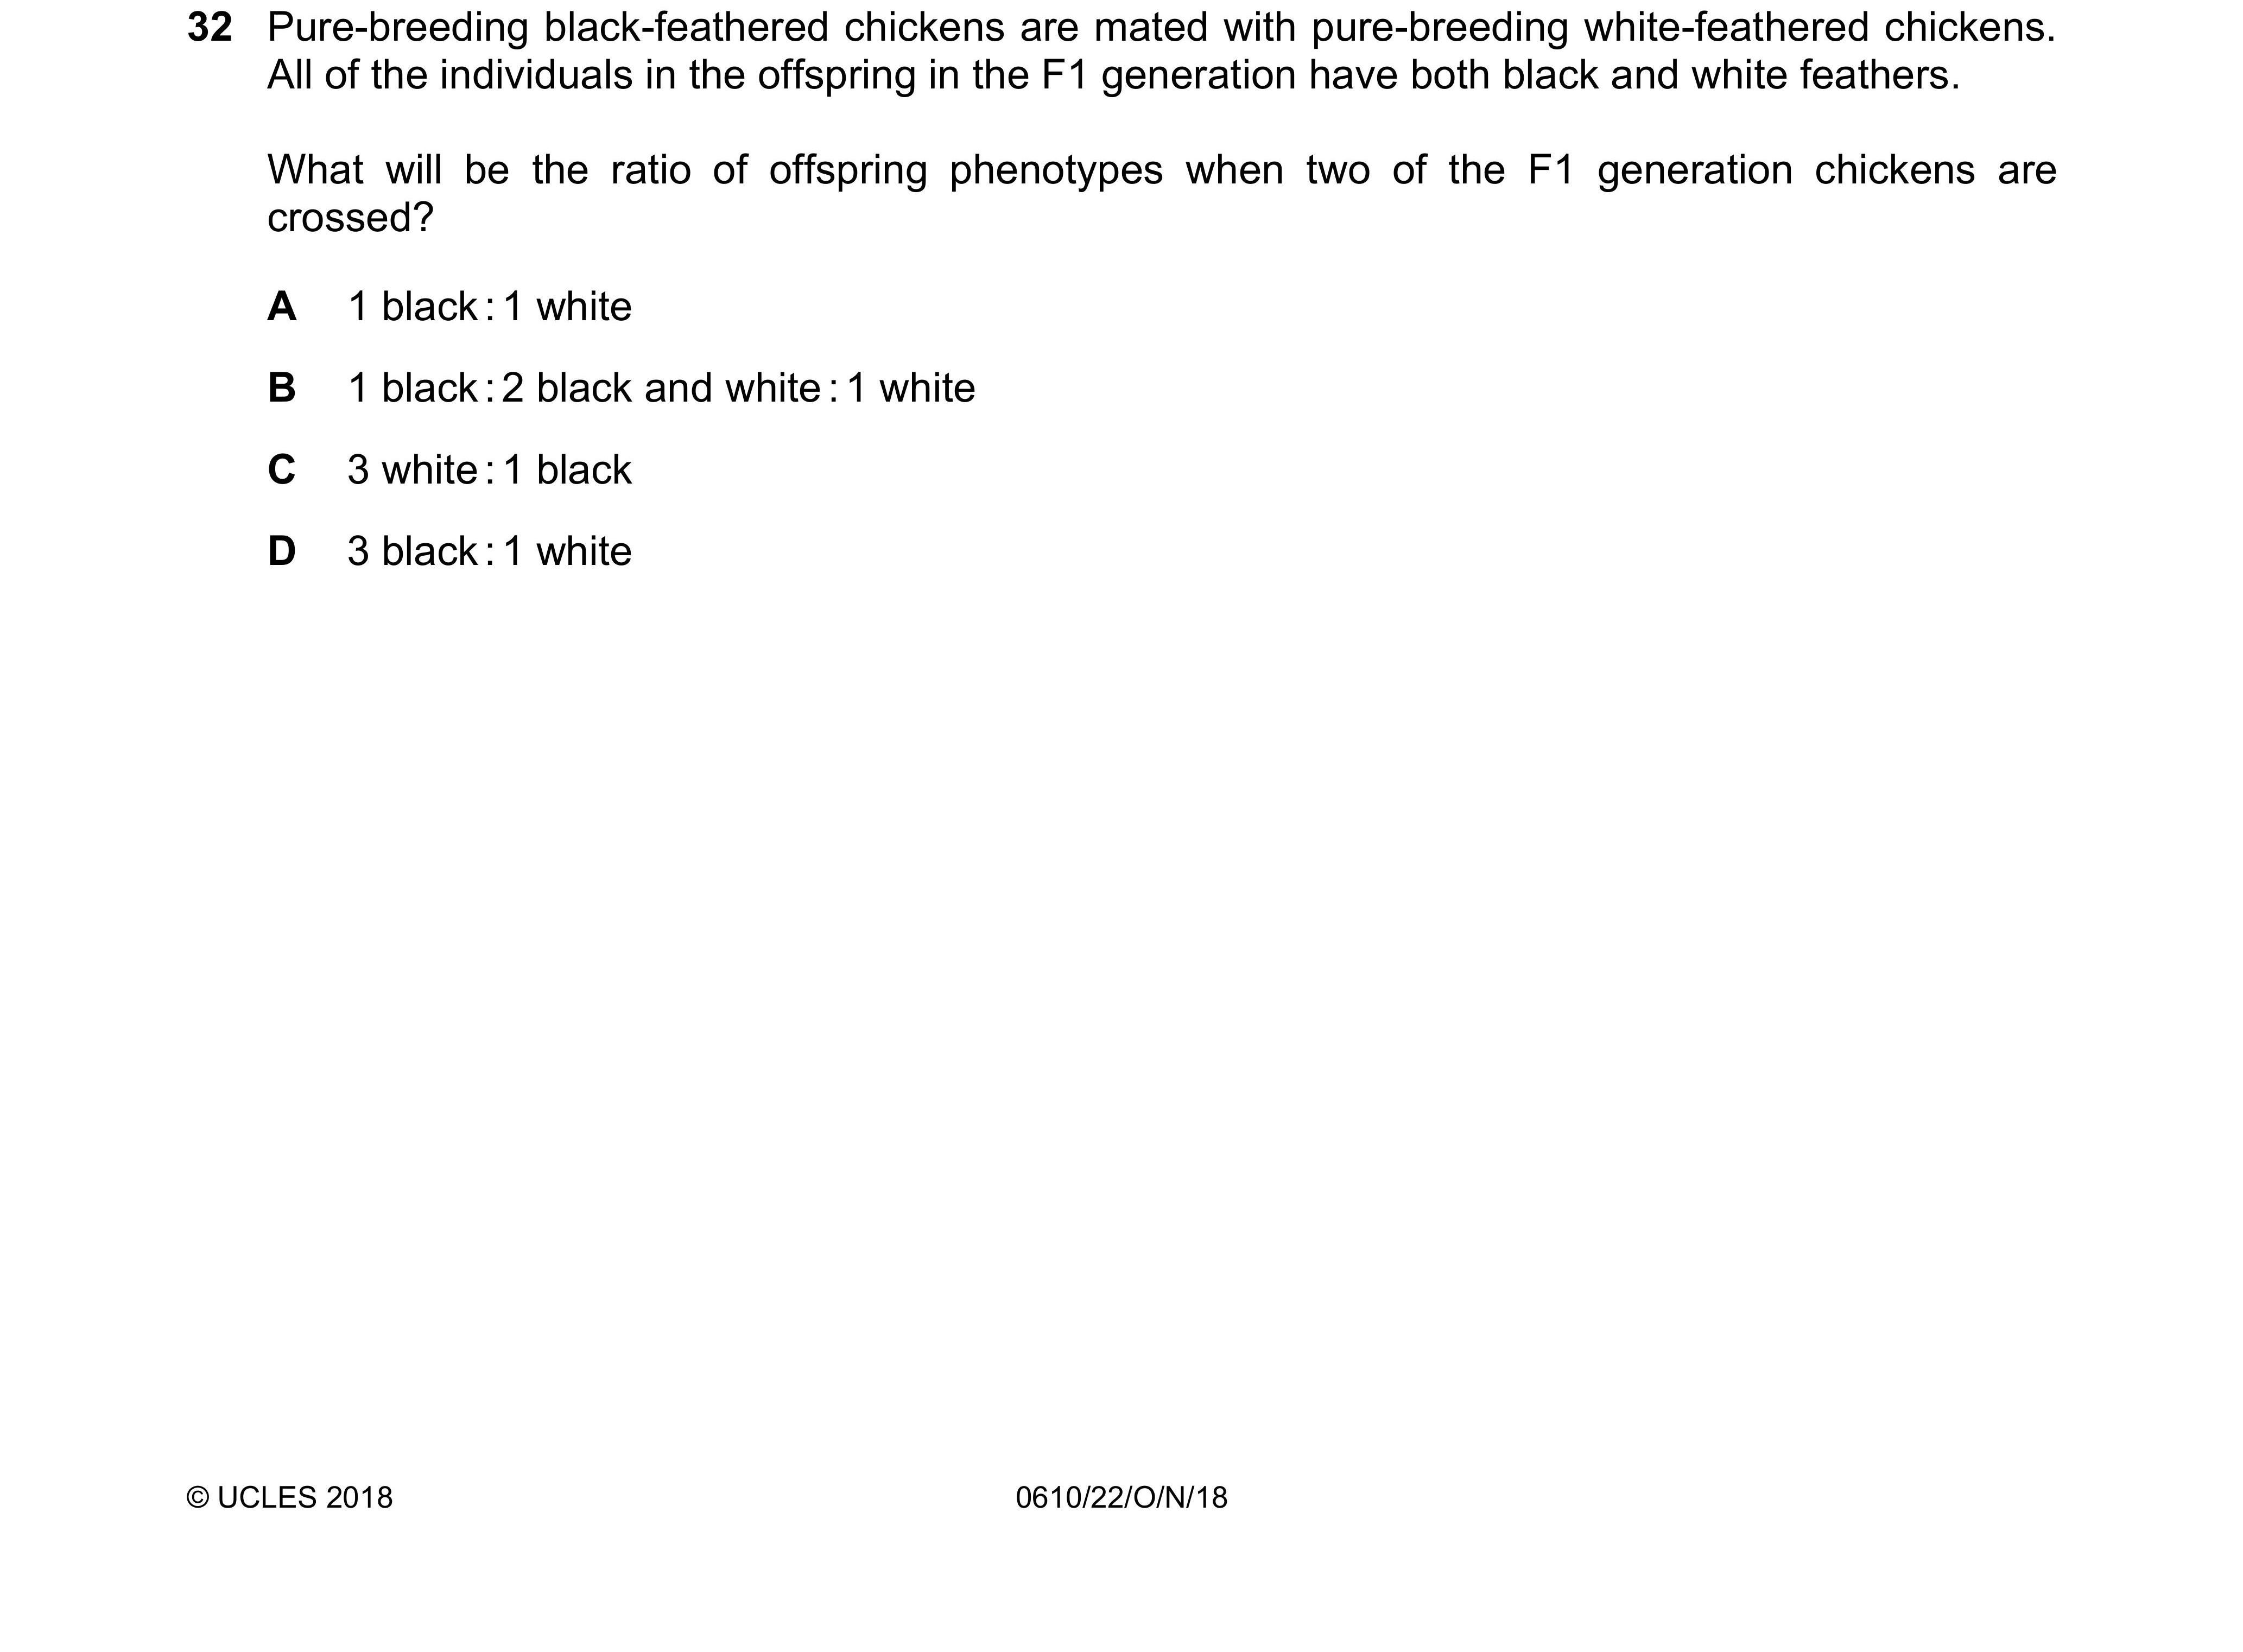 32 Pure-breeding black-feathered chickens are mated with pure-breeding white-feathered chickens.
All of the individuals in the offspring in the F1 generation have both black and white feathers.
What will be the ratio of offspring phenotypes when two of the F1 generation chickens are
crossed?
A 1 black : 1 white
B 1 black : 2 black and white : 1 white
C 3 white : 1 black
D 3 black : 1 white
© UCLES 2018 0610/22/O/N/18